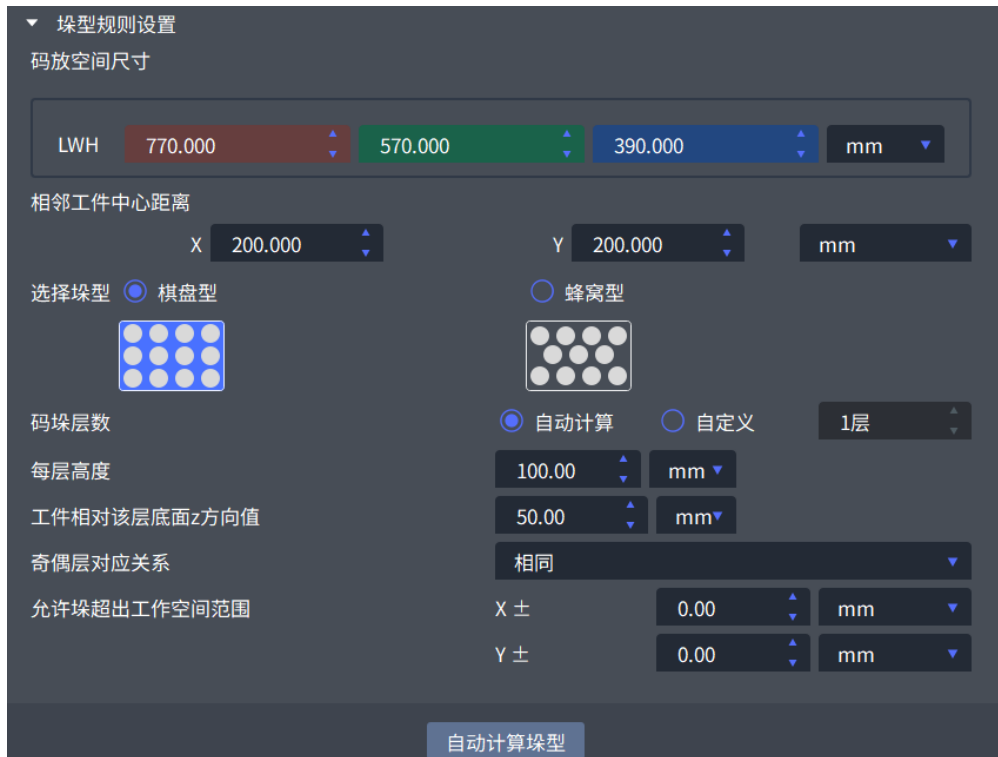 垛型规则设置
码放空间尺寸
LWH 770.000 570.000 390.000 mm
相邻工件中心距离
X 200.000 Y 200.000 mm
选择垛型 棋盘型 蜂窝型
码垛层数 自动计算 自定义 1层
每层高度 100.00 mm
工件相对该层底面z方向值 50.00 mm
奇偶层对应关系 相同
允许垛超出工作空间范围 X ± 0.00 mm
Y ± 0.00 mm
自动计算垛型